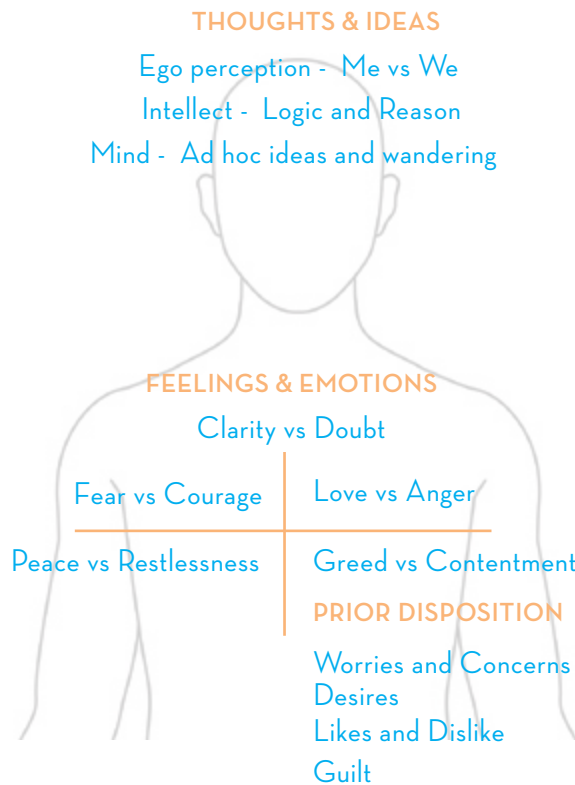 THOUGHTS & IDEAS
Ego perception - Me vs We
Intellect - Logic and Reason
Mind - Ad hoc ideas and wandering
FEELINGS & EMOTIONS
Clarity vs Doubt
Fear vs Courage
Love vs Anger
Peace vs Restlessness
Greed vs Contentment
PRIOR DISPOSITION
Worries and Concerns
Desires
Likes and Dislike
Guilt